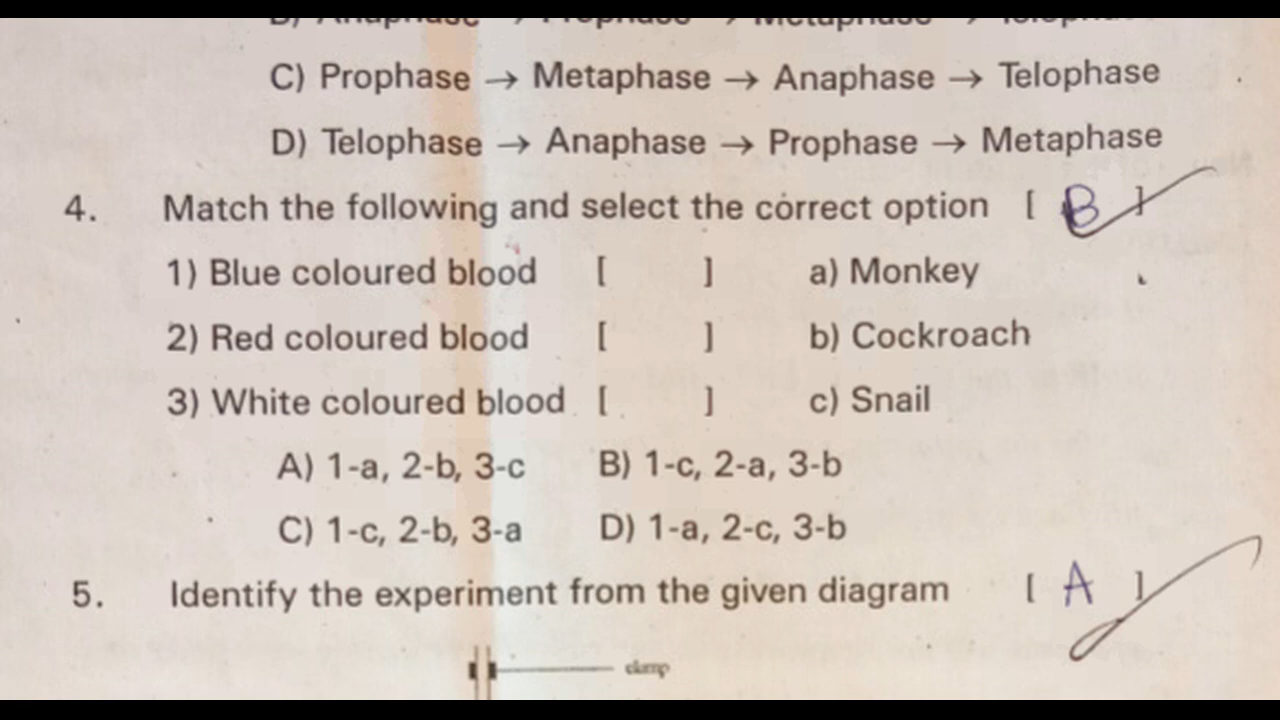 C) Prophase → Metaphase → Anaphase → Telophase
D) Telophase → Anaphase → Prophase → Metaphase
4. Match the following and select the correct option [ B ]
1) Blue coloured blood [ ] a) Monkey
2) Red coloured blood [ ] b) Cockroach
3) White coloured blood [ ] c) Snail
A) 1-a, 2-b, 3-c B) 1-c, 2-a, 3-b
C) 1-c, 2-b, 3-a D) 1-a, 2-c, 3-b
5. Identify the experiment from the given diagram [ A ]
clamp